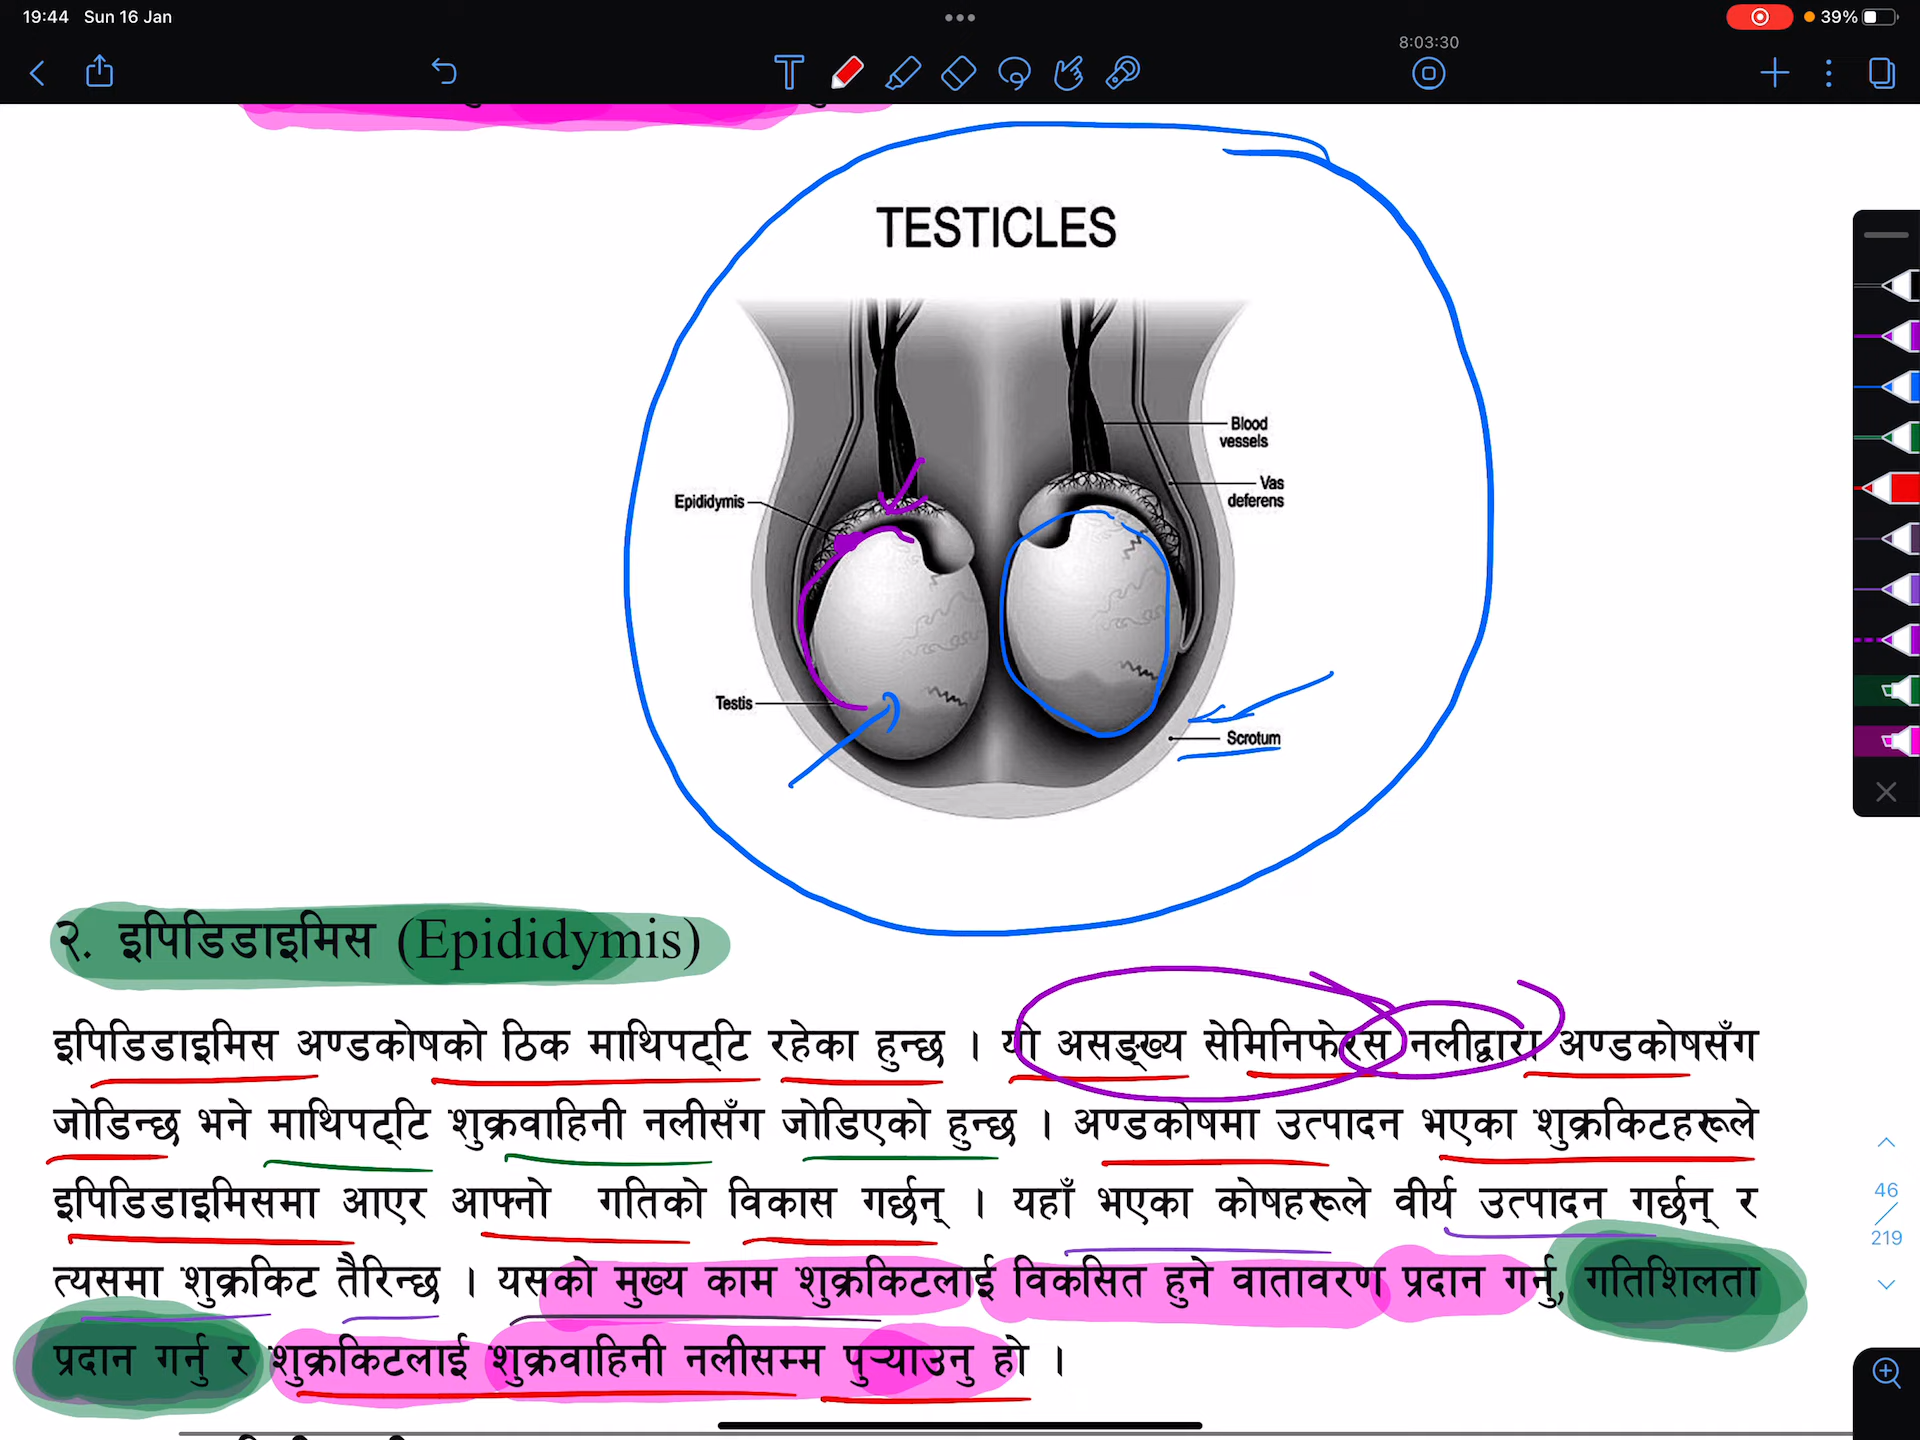 19:44 Sun 16 Jan
39%
8:03:30
TESTICLES
Blood
vessels
Vas
deferens
Epididymis
Testis
Scrotum
२. इपिडिडाइमिस (Epididymis)
इपिडिडाइमिस अण्डकोषको ठिक माथिपट्टि रहेका हुन्छ । यो असङ्ख्य सेमिनिफेरस नलीद्वारा अण्डकोषसँग
जोडिन्छ भने माथिपट्टि शुक्रवाहिनी नलीसँग जोडिएको हुन्छ । अण्डकोषमा उत्पादन भएका शुक्रकिटहरूले
इपिडिडाइमिसमा आएर आफ्नो गतिको विकास गर्छन् । यहाँ भएका कोषहरूले वीर्य उत्पादन गर्छन् र
त्यसमा शुक्रकिट तैरिन्छ । यसको मुख्य काम शुक्रकिटलाई विकसित हुने वातावरण प्रदान गर्नु, गतिशिलता
प्रदान गर्नु र शुक्रकिटलाई शुक्रवाहिनी नलीसम्म पुर्‍याउनु हो ।
46
/
219